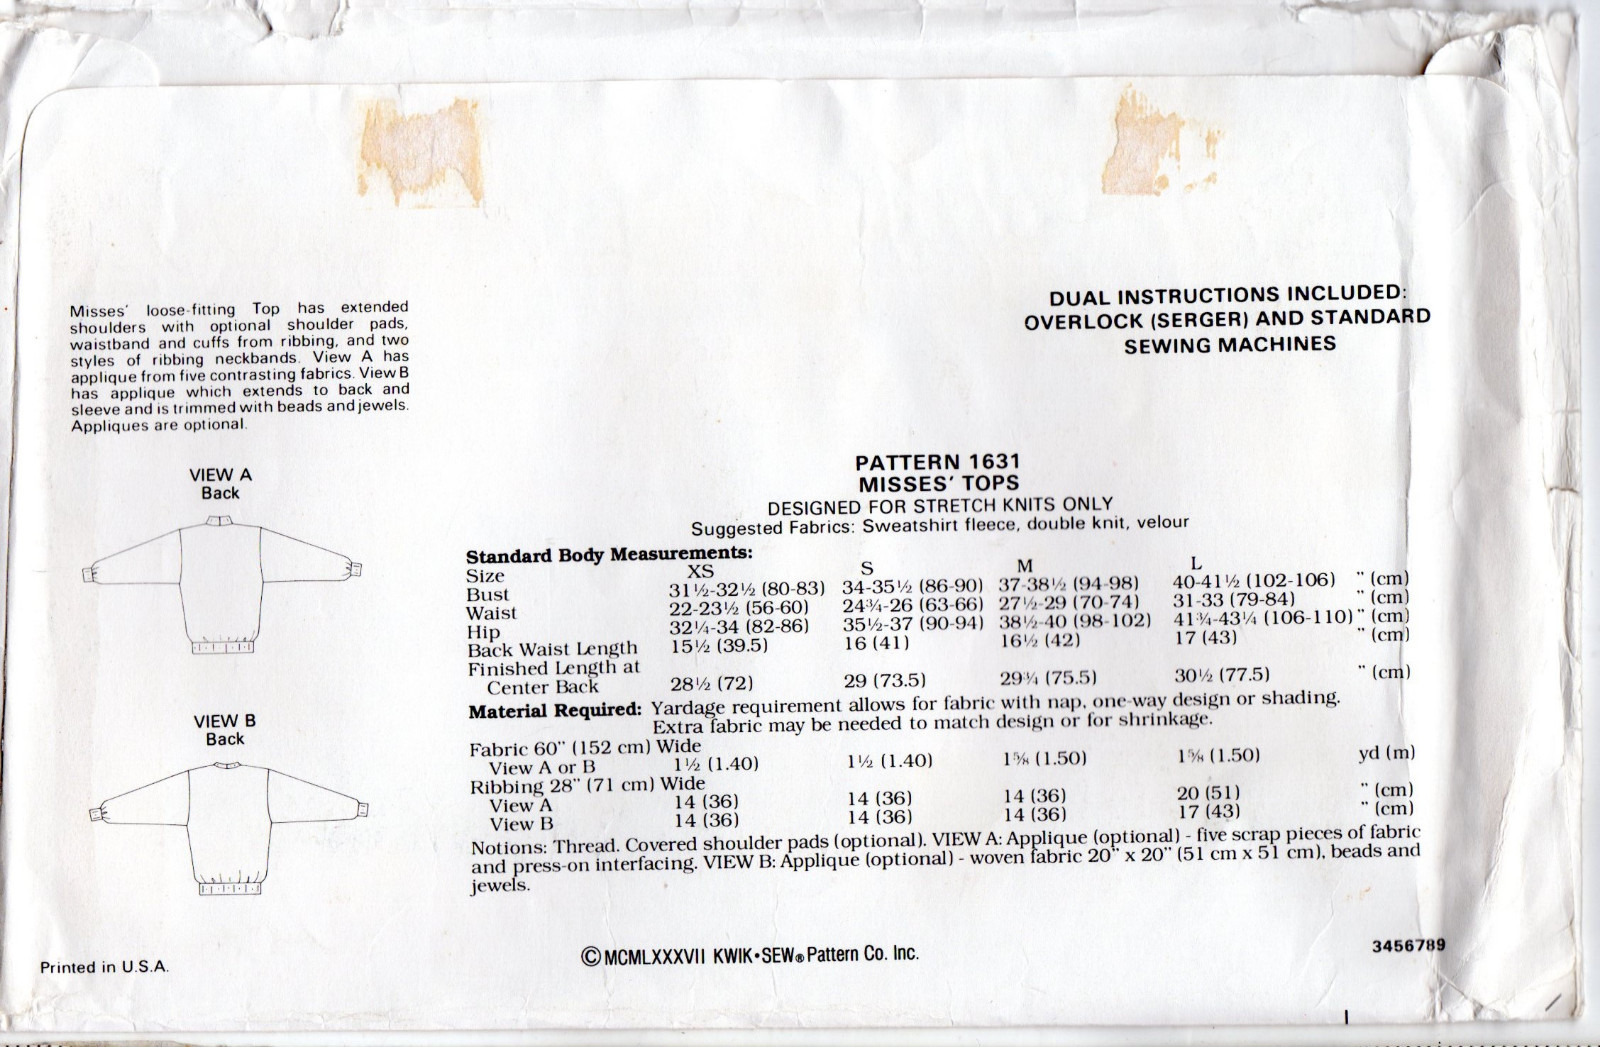 Misses' loose-fitting Top has extended
shoulders with optional shoulder pads,
waistband and cuffs from ribbing, and two
styles of ribbing neckbands. View A has
applique from five contrasting fabrics. View B
has applique which extends to back and
sleeve and is trimmed with beads and jewels.
Appliques are optional.
VIEW A
Back
VIEW B
Back
DUAL INSTRUCTIONS INCLUDED:
OVERLOCK (SERGER) AND STANDARD
SEWING MACHINES
PATTERN 1631
MISSES' TOPS
DESIGNED FOR STRETCH KNITS ONLY
Suggested Fabrics: Sweatshirt fleece, double knit, velour
Standard Body Measurements:
Size XS S M L
Bust 31½-32½ (80-83) 34-35½ (86-90) 37-38½ (94-98) 40-41½ (102-106) " (cm)
Waist 22-23½ (56-60) 24¾-26 (63-66) 27½-29 (70-74) 31-33 (79-84) " (cm)
Hip 32¼-34 (82-86) 35½-37 (90-94) 38½-40 (98-102) 41¾-43¼ (106-110) " (cm)
Back Waist Length 15½ (39.5) 16 (41) 16½ (42) 17 (43) " (cm)
Finished Length at
Center Back 28½ (72) 29 (73.5) 29¾ (75.5) 30½ (77.5) " (cm)
Material Required: Yardage requirement allows for fabric with nap, one-way design or shading.
Extra fabric may be needed to match design or for shrinkage.
Fabric 60" (152 cm) Wide
View A or B 1½ (1.40) 1½ (1.40) 1⅝ (1.50) 1⅝ (1.50) yd (m)
Ribbing 28" (71 cm) Wide
View A 14 (36) 14 (36) 14 (36) 20 (51) " (cm)
View B 14 (36) 14 (36) 14 (36) 17 (43) " (cm)
Notions: Thread. Covered shoulder pads (optional). VIEW A: Applique (optional) - five scrap pieces of fabric
and press-on interfacing. VIEW B: Applique (optional) - woven fabric 20" x 20" (51 cm x 51 cm), beads and
jewels.
Printed in U.S.A.
© MCMLXXXVII KWIK•SEW® Pattern Co. Inc.
3456789